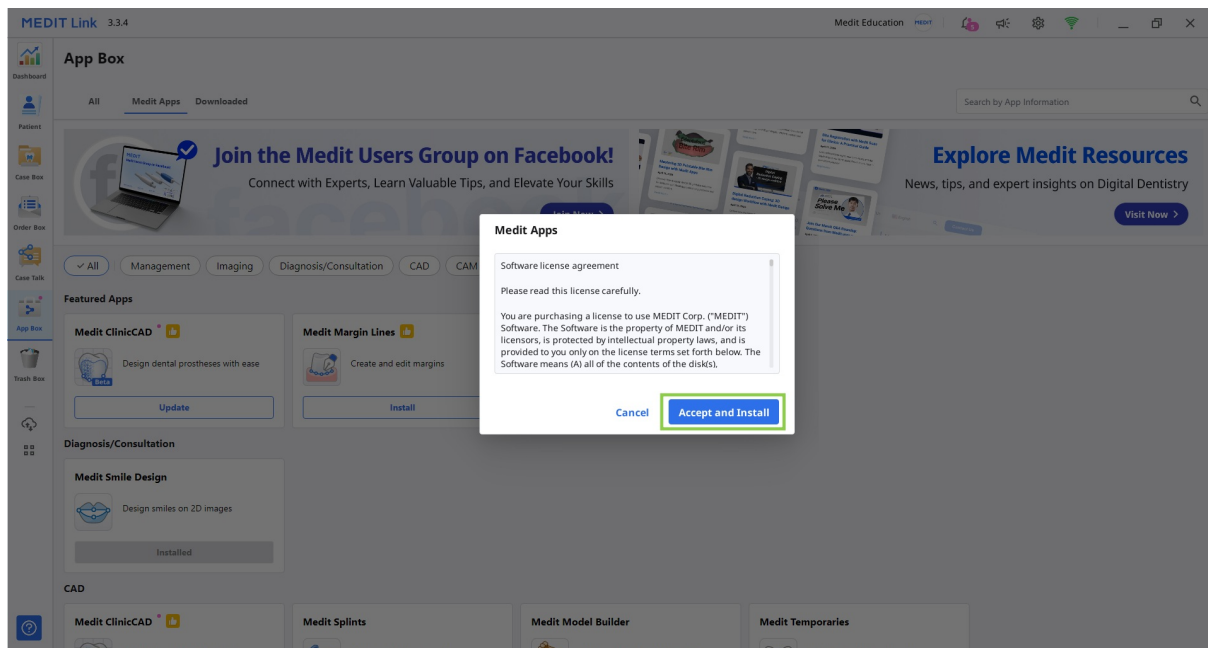 MEDIT Link 3.3.4
Medit Education MEDIT
Dashboard
Patient
Case Box
Order Box
Case Talk
App Box
Trash Box
App Box
All Medit Apps Downloaded
Search by App Information
Join the Medit Users Group on Facebook!
Connect with Experts, Learn Valuable Tips, and Elevate Your Skills
Join Now >
Explore Medit Resources
News, tips, and expert insights on Digital Dentistry
Visit Now >
Please
Solve Me
All Management Imaging Diagnosis/Consultation CAD CAM
Featured Apps
Medit ClinicCAD
Beta
Design dental prostheses with ease
Update
Medit Margin Lines
Create and edit margins
Install
Diagnosis/Consultation
Medit Smile Design
Design smiles on 2D images
Installed
CAD
Medit ClinicCAD
Medit Splints
Medit Model Builder
Medit Temporaries
Medit Apps
Software license agreement
Please read this license carefully.
You are purchasing a license to use MEDIT Corp. ("MEDIT")
Software. The Software is the property of MEDIT and/or its
licensors, is protected by intellectual property laws, and is
provided to you only on the license terms set forth below. The
Software means (A) all of the contents of the disk(s),
Cancel Accept and Install